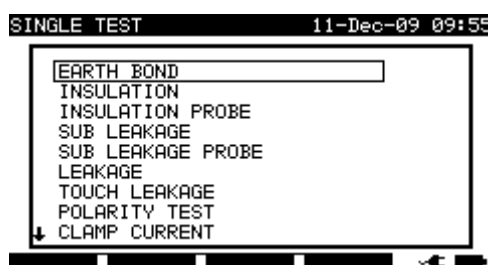 SINGLE TEST 11-Dec-09 09:55
EARTH BOND
INSULATION
INSULATION PROBE
SUB LEAKAGE
SUB LEAKAGE PROBE
LEAKAGE
TOUCH LEAKAGE
POLARITY TEST
CLAMP CURRENT